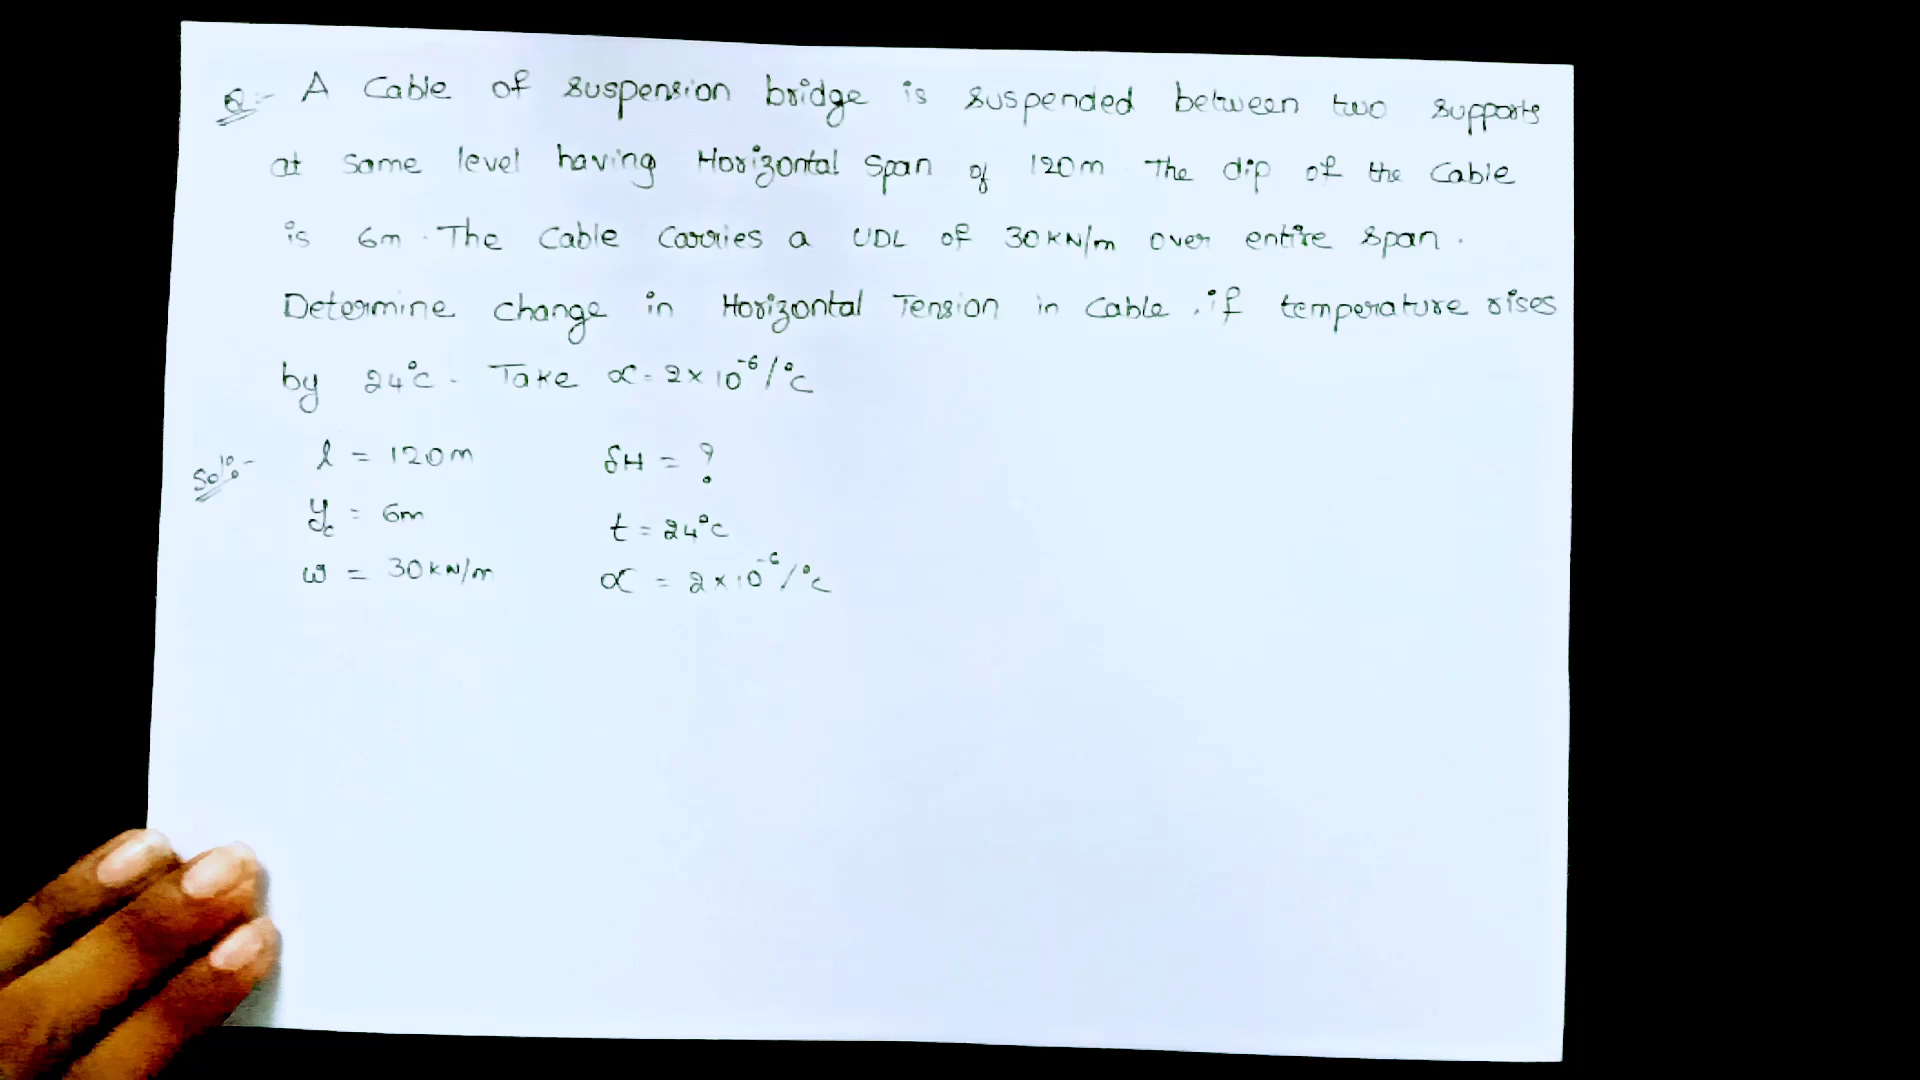 Q:- A Cable of suspension bridge is suspended between two supports
at same level having Horizontal span of 120m The dip of the Cable
is 6m. The Cable Carries a UDL of 30KN/m over entire span.
Determine change in Horizontal Tension in Cable, if temperature rises
by 24°C. Take α = 2 × 10⁻⁶/°C
Sol:- l = 120m δH = ?
y_c = 6m t = 24°C
ω = 30KN/m α = 2 × 10⁻⁶/°C